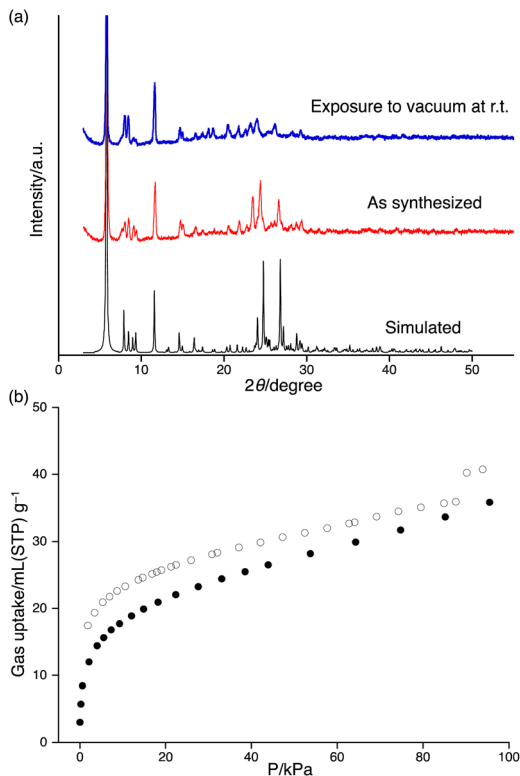 (a)
Exposure to vacuum at r.t.
As synthesized
Simulated
Intensity/a.u.
0 10 20 30 40 50
2θ/degree
(b)
50
40
30
20
10
0
Gas uptake/mL(STP) g⁻¹
0 20 40 60 80 100
P/kPa